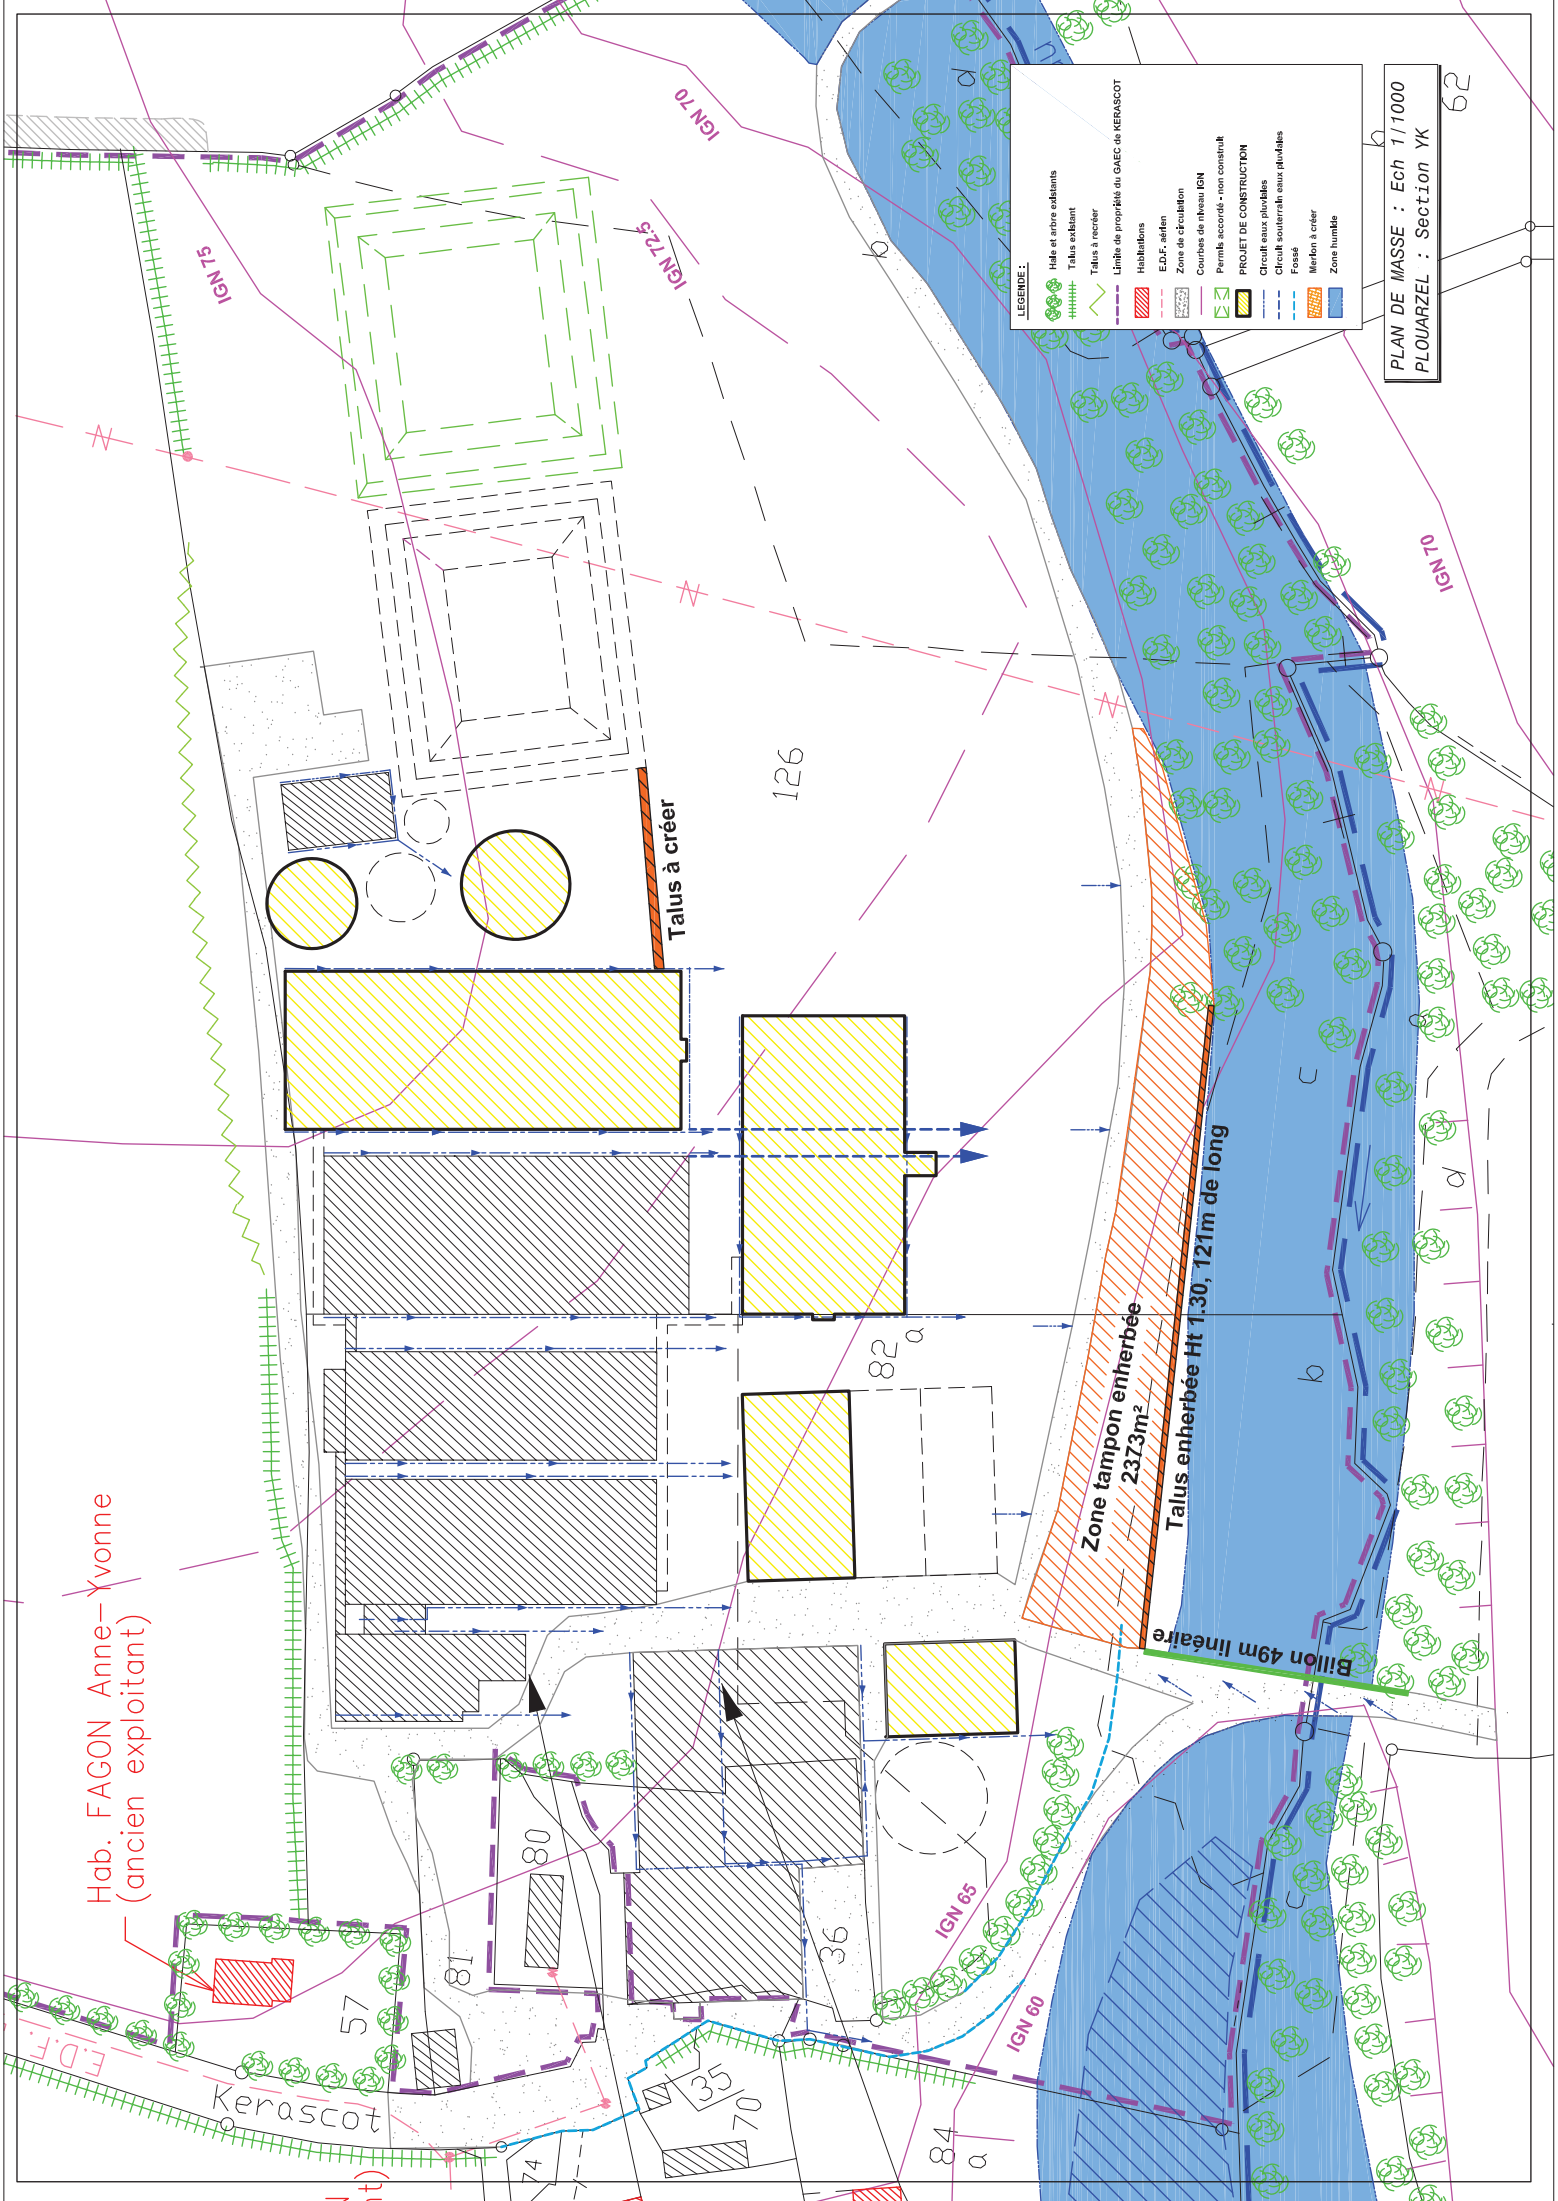 PLAN DE MASSE : Ech 1/1000
PLOUARZEL : Section YK
LEGENDE :
Haie et arbre existants
Talus existant
Talus à recréer
Limite de propriété du GAEC de KERASCOT
Habitations
E.D.F. aérien
Zone de circulation
Courbes de niveau IGN
Permis accordé - non construit
PROJET DE CONSTRUCTION
Circuit eaux pluviales
Circuit souterrain eaux pluviales
Fossé
Merlon à créer
Zone humide
Hab. FAGON Anne-Yvonne
(ancien exploitant)
E.D.F.
Kerascot
57
81
80
36
35
70
74
84
a
82
a
126
62
IGN 75
IGN 70
IGN 72.5
IGN 70
IGN 65
IGN 60
Talus à créer
Zone tampon enherbée
2373m²
Talus enherbée Ht 1.30, 121m de long
Billon 49m linéaire
b
c
d
b
d
c